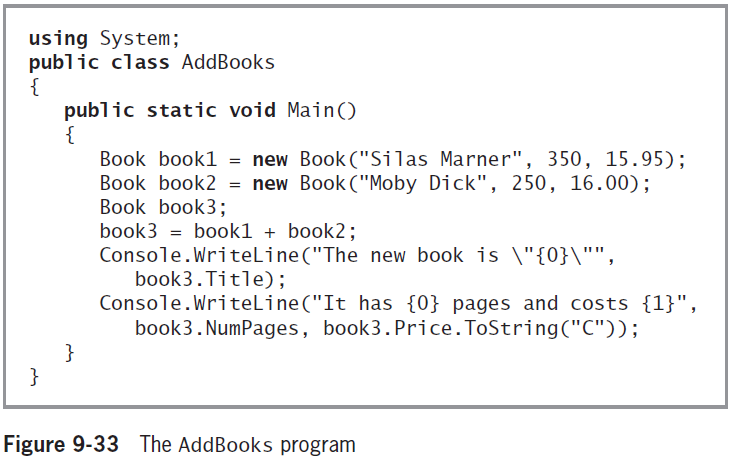 using System;
public class AddBooks
{
public static void Main()
{
Book book1 = new Book("Silas Marner", 350, 15.95);
Book book2 = new Book("Moby Dick", 250, 16.00);
Book book3;
book3 = book1 + book2;
Console.WriteLine("The new book is \"{0}\"",
book3.Title);
Console.WriteLine("It has {0} pages and costs {1}",
book3.NumPages, book3.Price.ToString("C"));
}
}
Figure 9-33 The AddBooks program